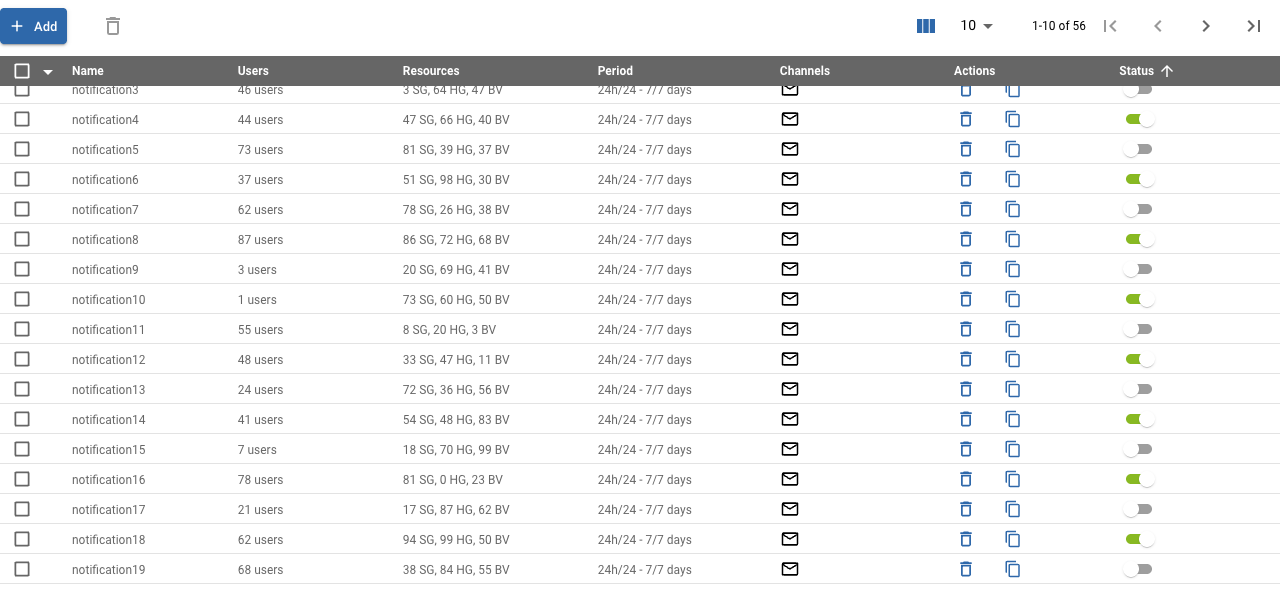 Add 10 1-10 of 56
Name Users Resources Period Channels Actions Status
notification3 46 users 3 SG, 64 HG, 47 BV 24h/24 - 7/7 days
notification4 44 users 47 SG, 66 HG, 40 BV 24h/24 - 7/7 days
notification5 73 users 81 SG, 39 HG, 37 BV 24h/24 - 7/7 days
notification6 37 users 51 SG, 98 HG, 30 BV 24h/24 - 7/7 days
notification7 62 users 78 SG, 26 HG, 38 BV 24h/24 - 7/7 days
notification8 87 users 86 SG, 72 HG, 68 BV 24h/24 - 7/7 days
notification9 3 users 20 SG, 69 HG, 41 BV 24h/24 - 7/7 days
notification10 1 users 73 SG, 60 HG, 50 BV 24h/24 - 7/7 days
notification11 55 users 8 SG, 20 HG, 3 BV 24h/24 - 7/7 days
notification12 48 users 33 SG, 47 HG, 11 BV 24h/24 - 7/7 days
notification13 24 users 72 SG, 36 HG, 56 BV 24h/24 - 7/7 days
notification14 41 users 54 SG, 48 HG, 83 BV 24h/24 - 7/7 days
notification15 7 users 18 SG, 70 HG, 99 BV 24h/24 - 7/7 days
notification16 78 users 81 SG, 0 HG, 23 BV 24h/24 - 7/7 days
notification17 21 users 17 SG, 87 HG, 62 BV 24h/24 - 7/7 days
notification18 62 users 94 SG, 99 HG, 50 BV 24h/24 - 7/7 days
notification19 68 users 38 SG, 84 HG, 55 BV 24h/24 - 7/7 days